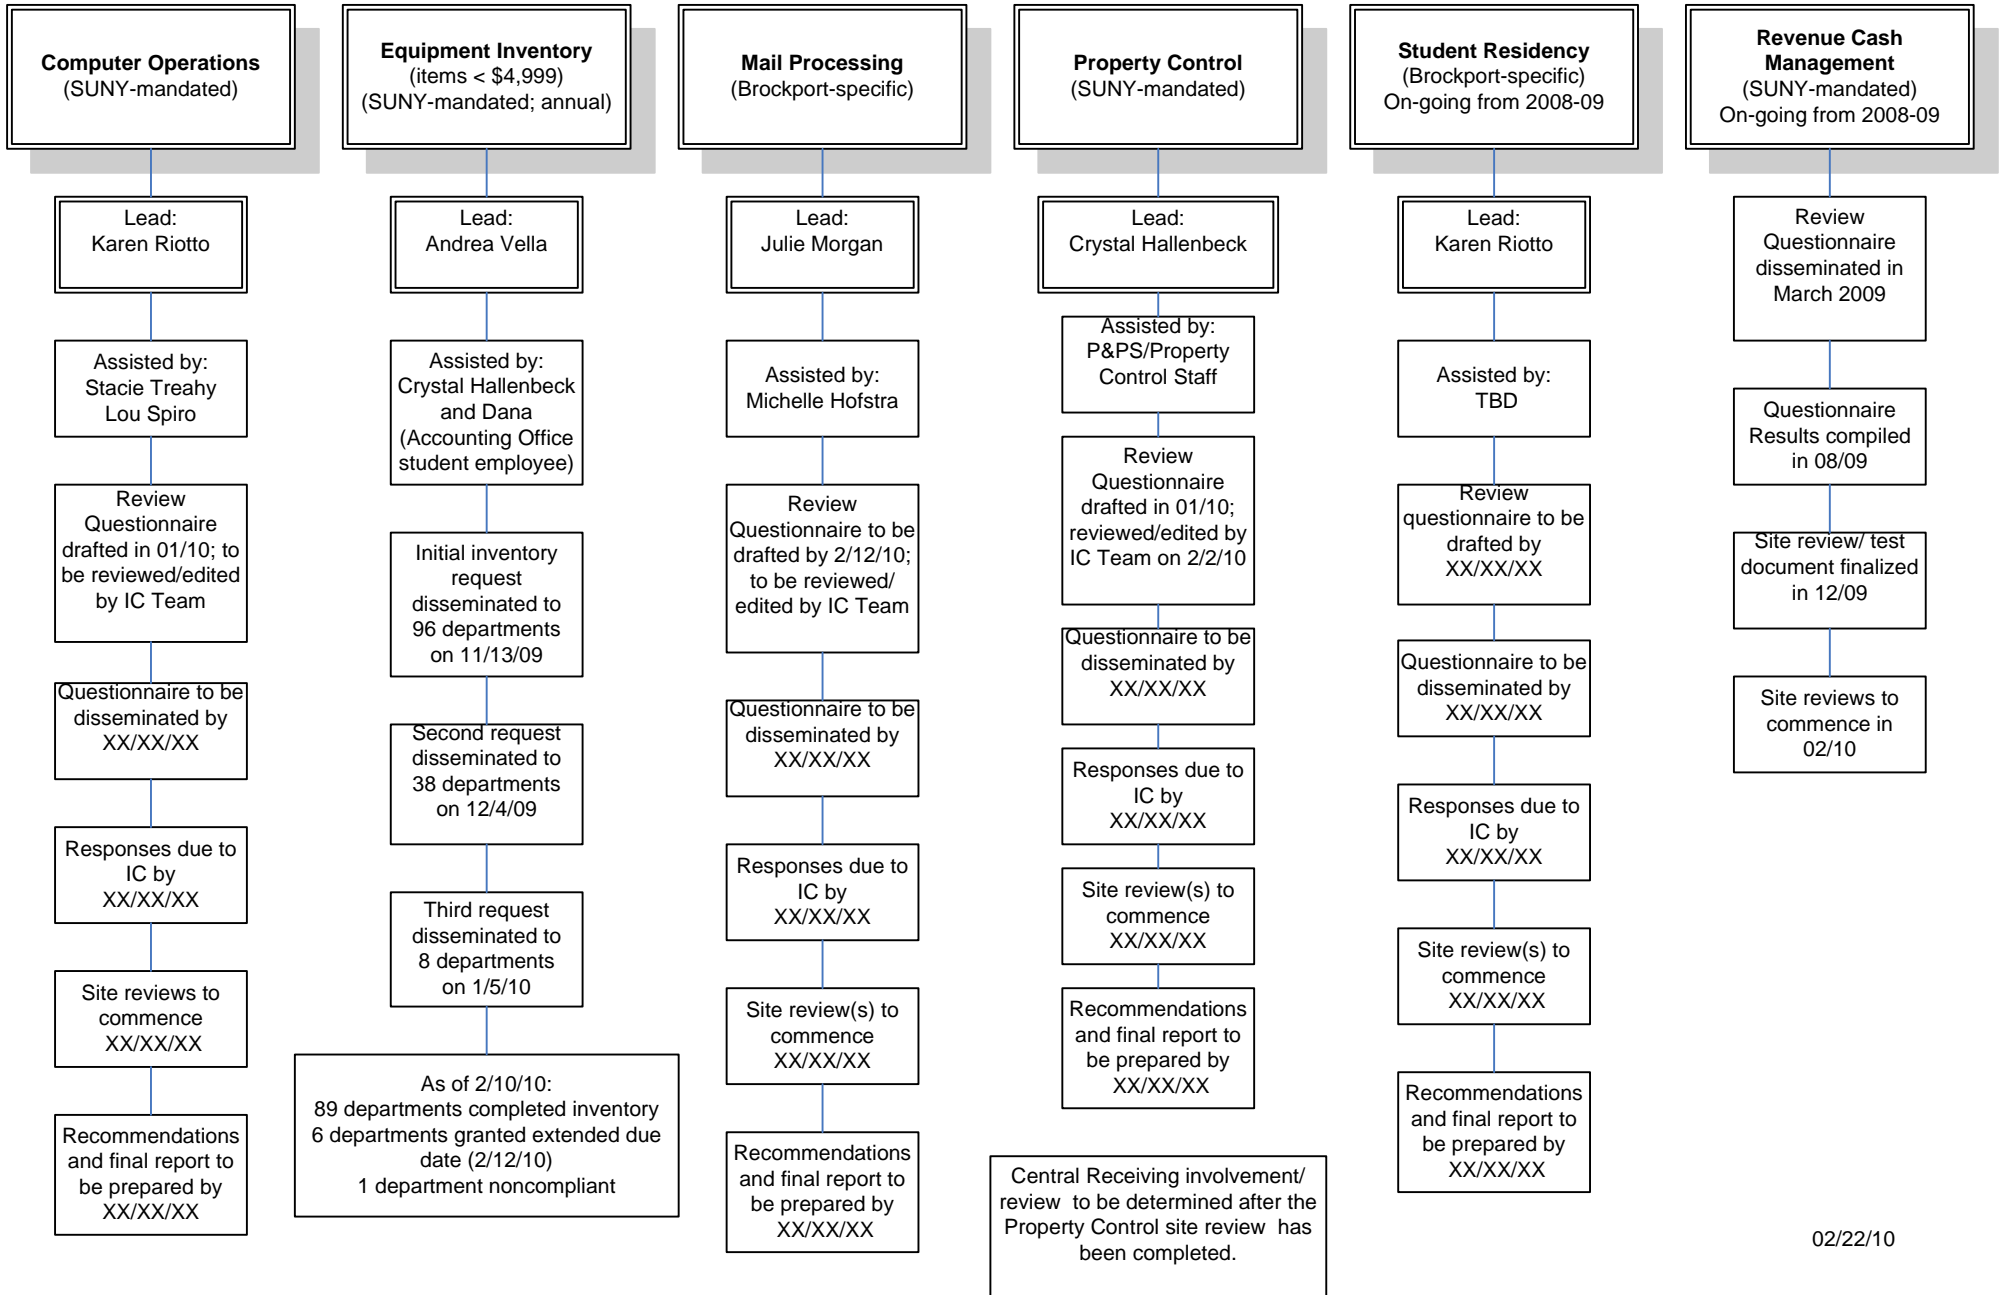 Computer Operations
(SUNY-mandated)
Lead:
Karen Riotto
Assisted by:
Stacie Treahy
Lou Spiro
Review
Questionnaire
drafted in 01/10; to
be reviewed/edited
by IC Team
Questionnaire to be
disseminated by
XX/XX/XX
Responses due to
IC by
XX/XX/XX
Site reviews to
commence
XX/XX/XX
Recommendations
and final report to
be prepared by
XX/XX/XX
Equipment Inventory
(items < $4,999)
(SUNY-mandated; annual)
Lead:
Andrea Vella
Assisted by:
Crystal Hallenbeck
and Dana
(Accounting Office
student employee)
Initial inventory
request
disseminated to
96 departments
on 11/13/09
Second request
disseminated to
38 departments
on 12/4/09
Third request
disseminated to
8 departments
on 1/5/10
As of 2/10/10:
89 departments completed inventory
6 departments granted extended due
date (2/12/10)
1 department noncompliant
Mail Processing
(Brockport-specific)
Lead:
Julie Morgan
Assisted by:
Michelle Hofstra
Review
Questionnaire to be
drafted by 2/12/10;
to be reviewed/
edited by IC Team
Questionnaire to be
disseminated by
XX/XX/XX
Responses due to
IC by
XX/XX/XX
Site review(s) to
commence
XX/XX/XX
Recommendations
and final report to
be prepared by
XX/XX/XX
Property Control
(SUNY-mandated)
Lead:
Crystal Hallenbeck
Assisted by:
P&PS/Property
Control Staff
Review
Questionnaire
drafted in 01/10;
reviewed/edited by
IC Team on 2/2/10
Questionnaire to be
disseminated by
XX/XX/XX
Responses due to
IC by
XX/XX/XX
Site review(s) to
commence
XX/XX/XX
Recommendations
and final report to
be prepared by
XX/XX/XX
Central Receiving involvement/
review to be determined after the
Property Control site review has
been completed.
Student Residency
(Brockport-specific)
On-going from 2008-09
Lead:
Karen Riotto
Assisted by:
TBD
Review
questionnaire to be
drafted by
XX/XX/XX
Questionnaire to be
disseminated by
XX/XX/XX
Responses due to
IC by
XX/XX/XX
Site review(s) to
commence
XX/XX/XX
Recommendations
and final report to
be prepared by
XX/XX/XX
Revenue Cash
Management
(SUNY-mandated)
On-going from 2008-09
Review
Questionnaire
disseminated in
March 2009
Questionnaire
Results compiled
in 08/09
Site review/ test
document finalized
in 12/09
Site reviews to
commence in
02/10
02/22/10